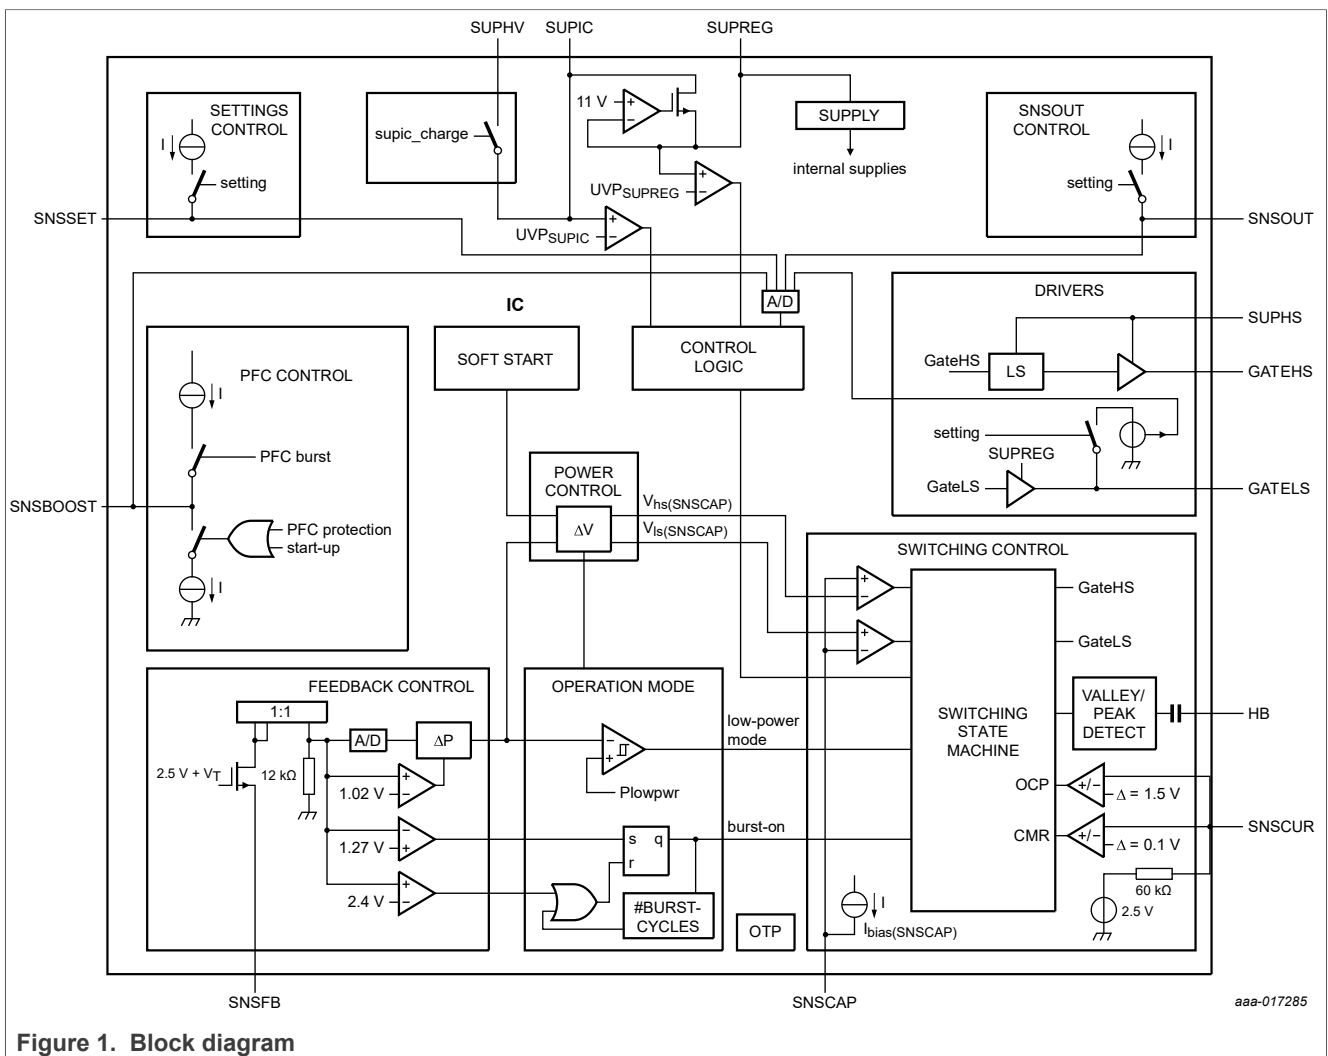 SUPHV
SUPIC
SUPREG
SETTINGS
CONTROL
I
setting
SNSSET
supic_charge
11 V
+
−
SUPPLY
internal supplies
UVPSUPREG
+
−
UVPSUPIC
+
−
SNSOUT
CONTROL
I
setting
SNSOUT
A/D
IC
SOFT START
CONTROL
LOGIC
DRIVERS
SUPHS
GateHS
LS
GATEHS
setting
SUPREG
GateLS
GATELS
PFC CONTROL
I
PFC burst
SNSBOOST
PFC protection
start-up
I
POWER
CONTROL
ΔV
Vhs(SNSCAP)
Vls(SNSCAP)
SWITCHING CONTROL
+
−
GateHS
+
−
GateLS
SWITCHING
STATE
MACHINE
VALLEY/
PEAK
DETECT
HB
OCP
+/−
Δ = 1.5 V
CMR
+/−
Δ = 0.1 V
SNSCUR
60 kΩ
2.5 V
I
Ibias(SNSCAP)
FEEDBACK CONTROL
1:1
A/D
ΔP
2.5 V + VT
12 kΩ
+
1.02 V −
−
1.27 V +
+
2.4 V −
OPERATION MODE
−
+
Plowpwr
low-power
mode
s q
r
burst-on
#BURST-
CYCLES
OTP
SNSFB
SNSCAP
aaa-017285
Figure 1. Block diagram